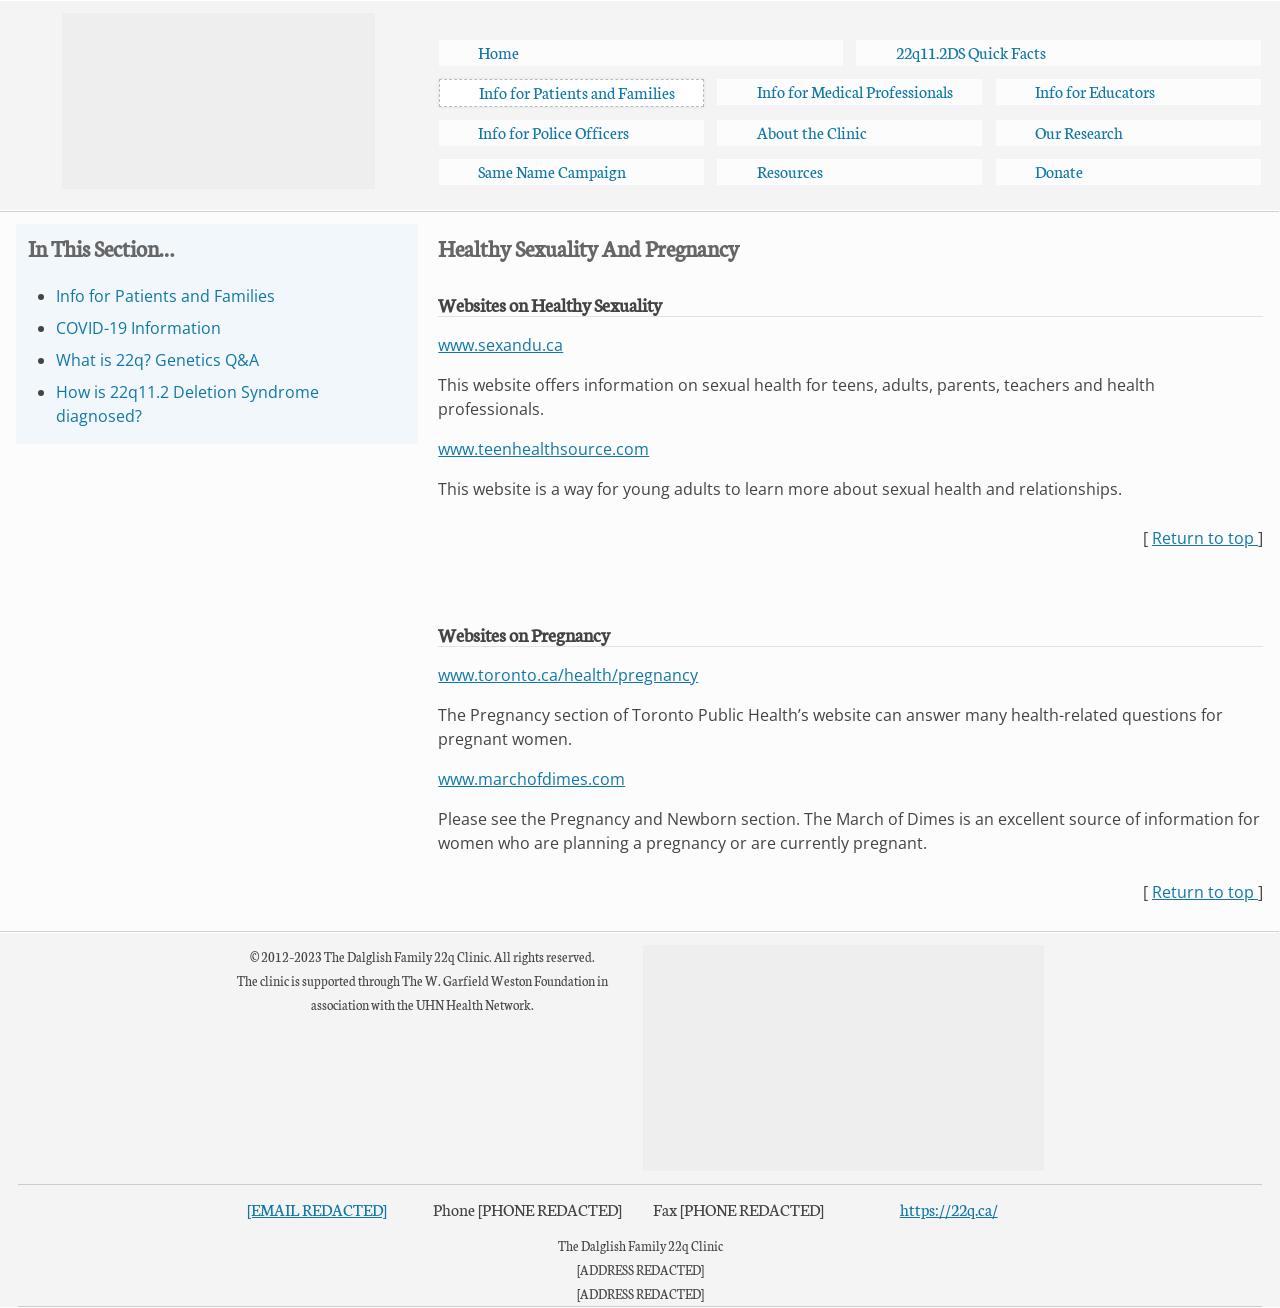 Home
22q11.2DS Quick Facts
Info for Patients and Families
Info for Medical Professionals
Info for Educators
Info for Police Officers
About the Clinic
Our Research
Same Name Campaign
Resources
Donate
In This Section...
Info for Patients and Families
COVID-19 Information
What is 22q? Genetics Q&A
How is 22q11.2 Deletion Syndrome
diagnosed?
Healthy Sexuality And Pregnancy
Websites on Healthy Sexuality
www.sexandu.ca
This website offers information on sexual health for teens, adults, parents, teachers and health
professionals.
www.teenhealthsource.com
This website is a way for young adults to learn more about sexual health and relationships.
[ Return to top ]
Websites on Pregnancy
www.toronto.ca/health/pregnancy
The Pregnancy section of Toronto Public Health’s website can answer many health-related questions for
pregnant women.
www.marchofdimes.com
Please see the Pregnancy and Newborn section. The March of Dimes is an excellent source of information for
women who are planning a pregnancy or are currently pregnant.
[ Return to top ]
© 2012–2023 The Dalglish Family 22q Clinic. All rights reserved.
The clinic is supported through The W. Garfield Weston Foundation in
association with the UHN Health Network.
[EMAIL REDACTED]
Phone [PHONE REDACTED]
Fax [PHONE REDACTED]
https://22q.ca/
The Dalglish Family 22q Clinic
[ADDRESS REDACTED]
[ADDRESS REDACTED]